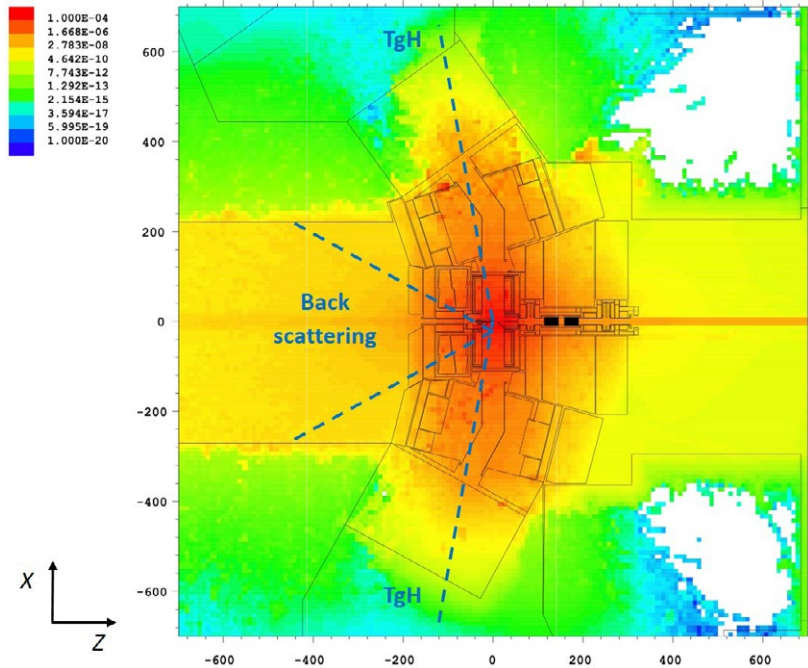 1.000E-04
1.668E-06
2.783E-08
4.642E-10
7.743E-12
1.292E-13
2.154E-15
3.594E-17
5.995E-19
1.000E-20
TgH
600
400
200
0
-200
-400
-600
Back
scattering
TgH
X
Z
-600
-400
-200
0
200
400
600